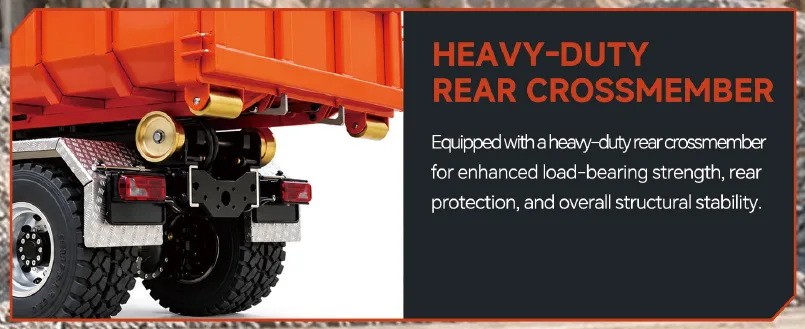 HEAVY-DUTY
REAR CROSSMEMBER
Equipped with a heavy-duty rear crossmember
for enhanced load-bearing strength, rear
protection, and overall structural stability.